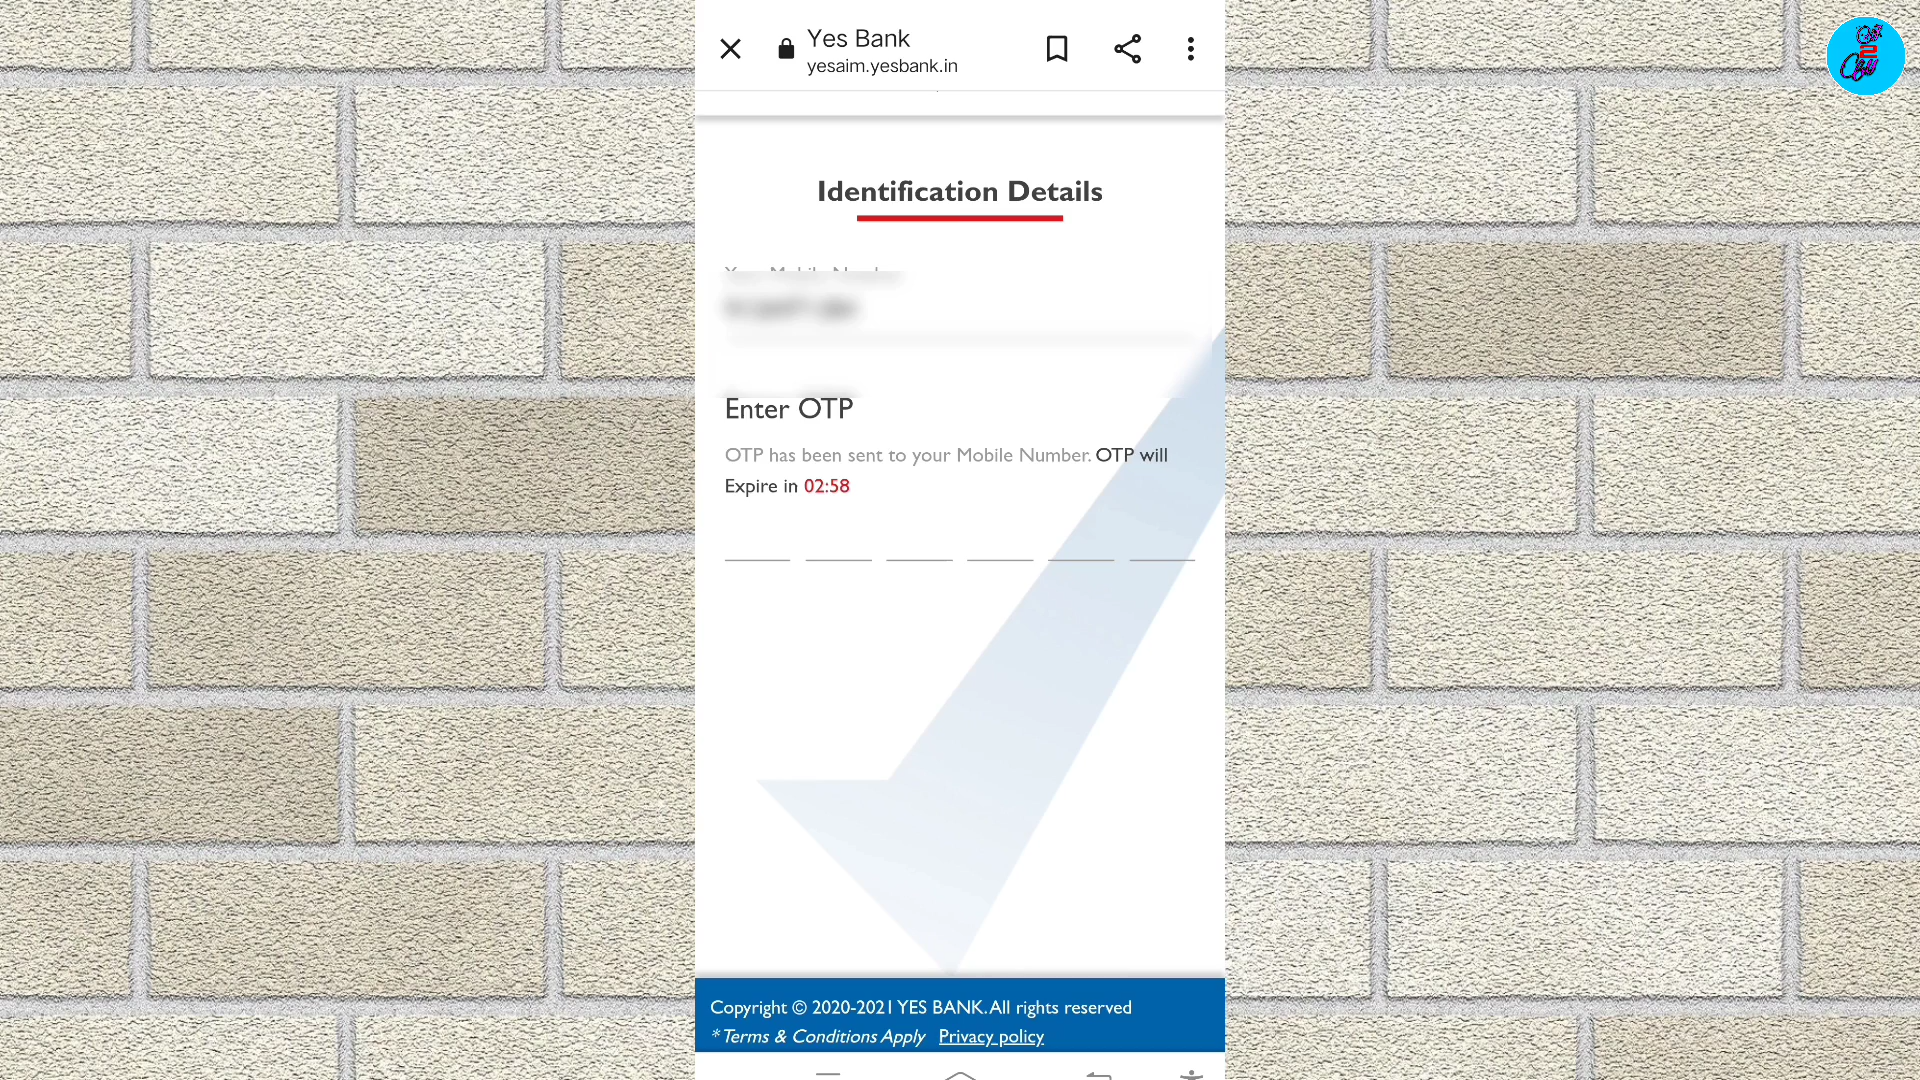 Yes Bank
yesaim.yesbank.in
Identification Details
Enter OTP
OTP has been sent to your Mobile Number. OTP will
Expire in 02:58
Copyright © 2020-2021 YES BANK. All rights reserved
* Terms & Conditions Apply Privacy policy